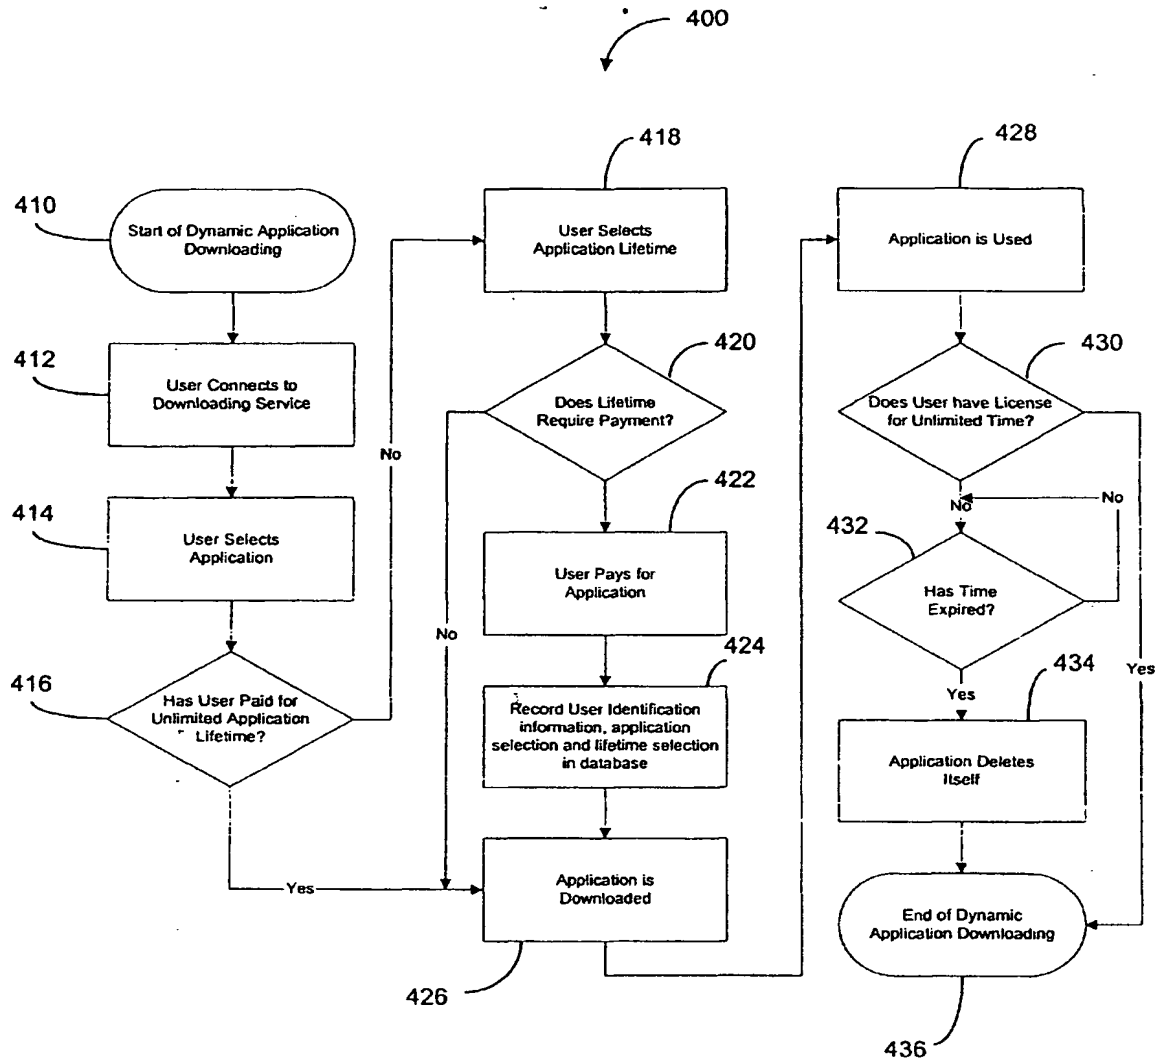 400
410
Start of Dynamic Application
Downloading
412
User Connects to
Downloading Service
414
User Selects
Application
416
Has User Paid for
Unlimited Application
Lifetime?
No
Yes
418
User Selects
Application Lifetime
420
Does Lifetime
Require Payment?
No
422
User Pays for
Application
424
Record User Identification
information, application
selection and lifetime selection
in database
Application is
Downloaded
426
428
Application is Used
430
Does User have License
for Unlimited Time?
No
No
Yes
432
Has Time
Expired?
Yes
434
Application Deletes
Itself
End of Dynamic
Application Downloading
436